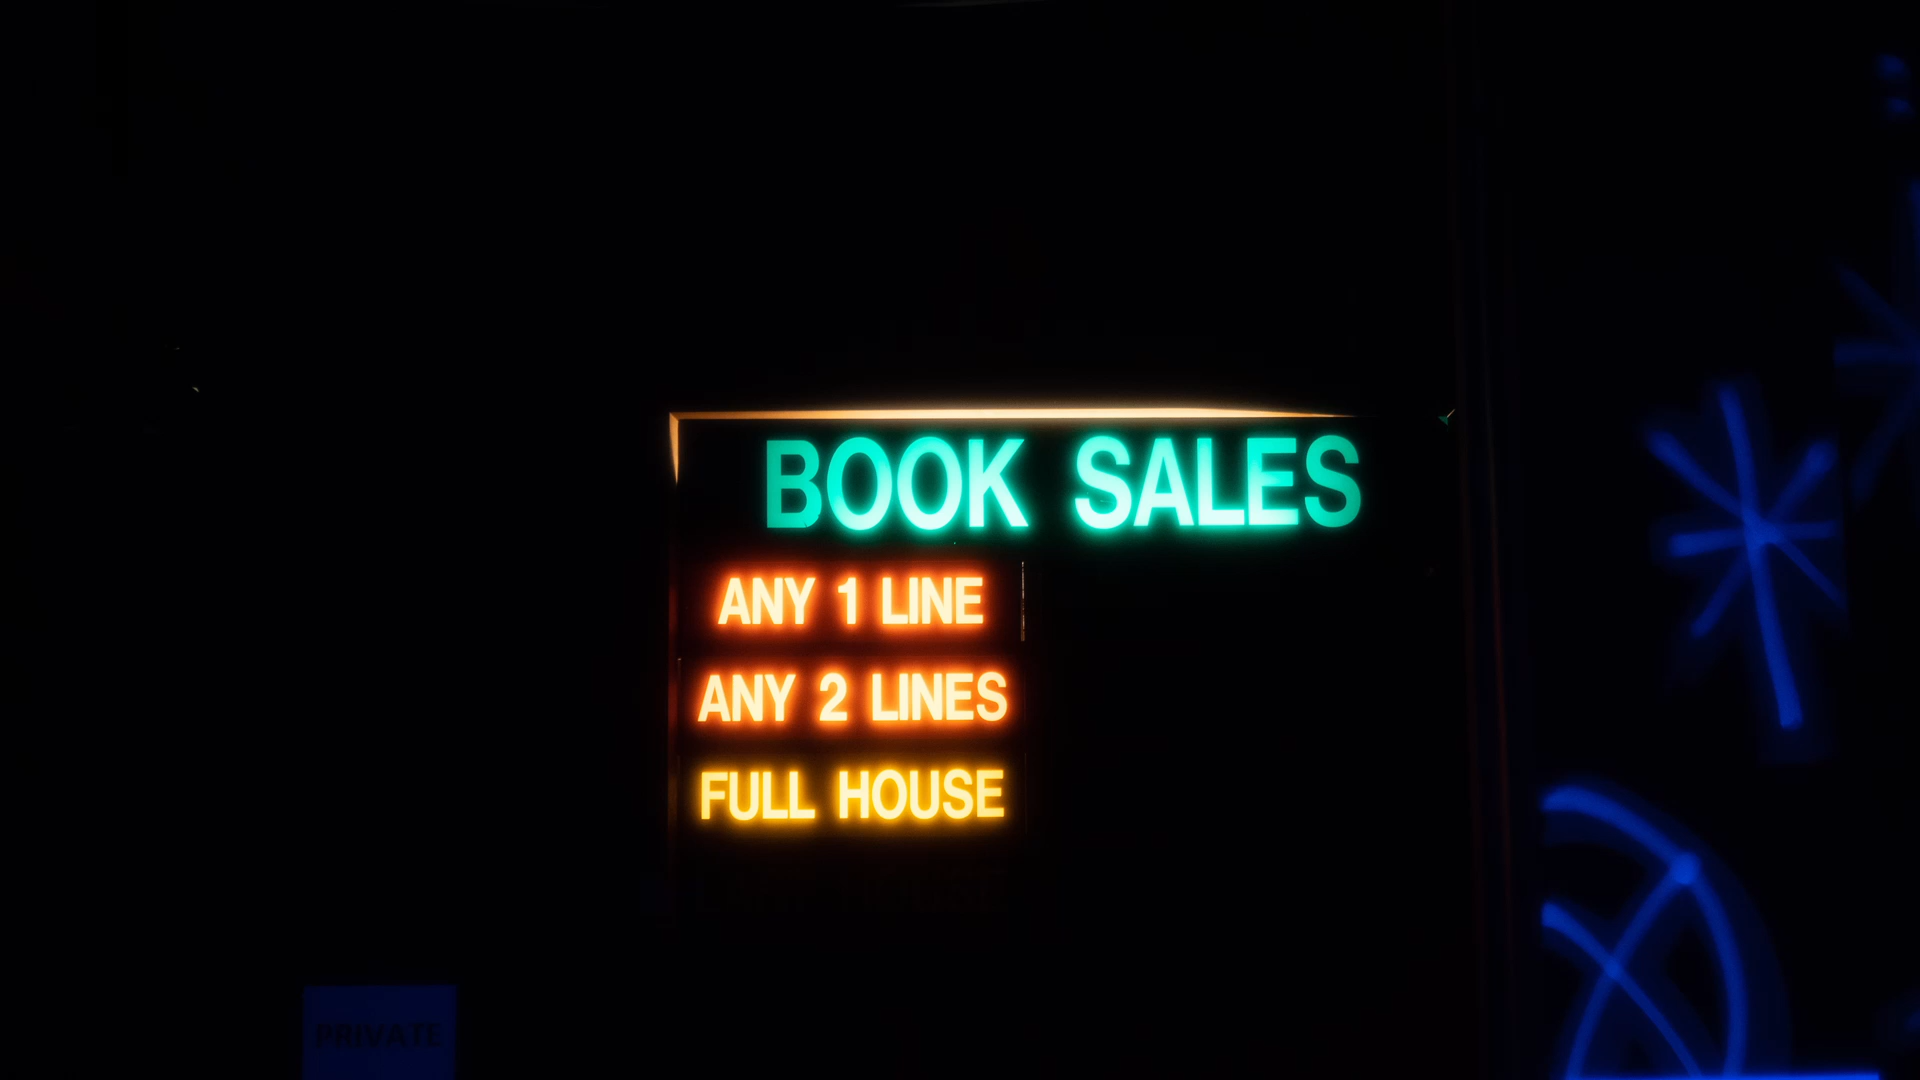 BOOK SALES
ANY 1 LINE
ANY 2 LINES
FULL HOUSE
PRIVATE